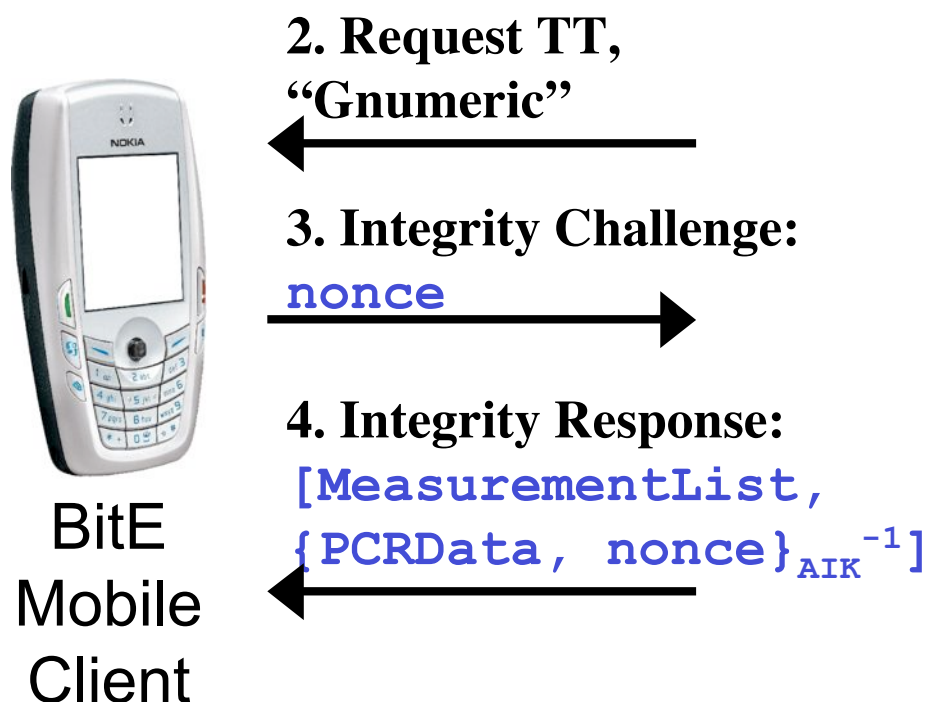 2. Request TT,
“Gnumeric”
NOKIA
3. Integrity Challenge:
nonce
4. Integrity Response:
[MeasurementList,
{PCRData, nonce}AIK-1]
BitE
Mobile
Client